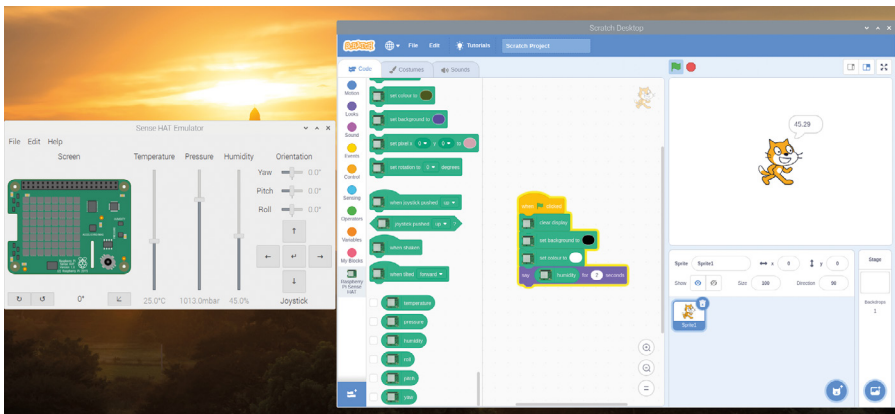 Scratch Desktop
SCRATCH File Edit Tutorials Scratch Project
Code Costumes Sounds
Motion
Looks
Sound
Events
Control
Sensing
Operators
Variables
My Blocks
Raspberry
Pi Sense
set colour to
set background to
set pixel x 0 y 0 to
set rotation to 0 degrees
when joystick pushed up
joystick pushed up ?
when shaken
when tilted forward
temperature
pressure
humidity
roll
yaw
when clicked
clear display
set background to
set colour to
say humidity for 2 seconds
45.29
Sprite Sprite1 x 0 y 0
Show Size 100 Direction 90
Sprite1
Stage
Backdrops
1
Sense HAT Emulator
File Edit Help
Screen Temperature Pressure Humidity Orientation
Yaw 0.0°
Pitch 0.0°
Roll 0.0°
0° 25.0°C 1013.0mbar 45.0% Joystick